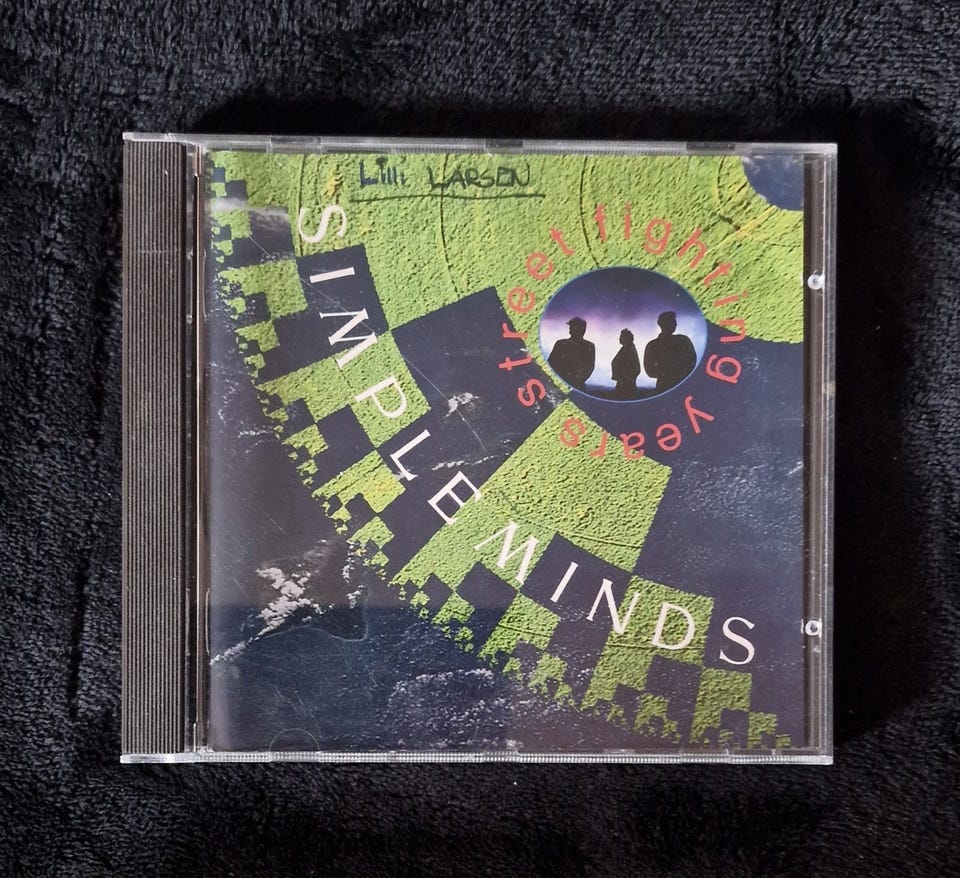 Lilli LARSEN
street fighting years
SIMPLE MINDS